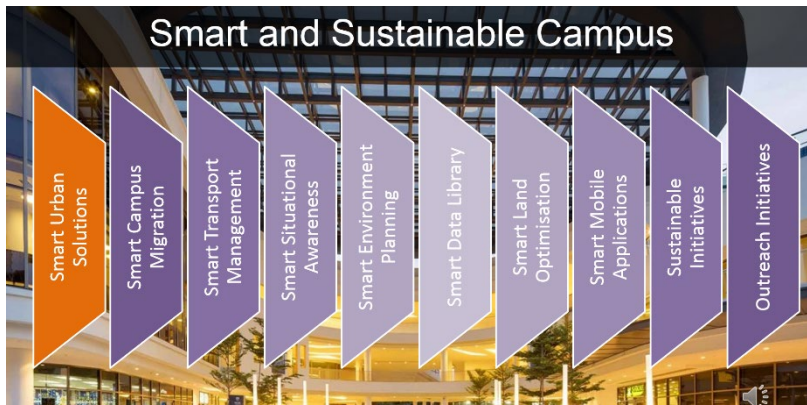 Smart and Sustainable Campus
Smart Urban
Solutions
Smart Campus
Migration
Smart Transport
Management
Smart Situational
Awareness
Smart Environment
Planning
Smart Data Library
Smart Land
Optimisation
Smart Mobile
Applications
Sustainable
Initiatives
Outreach Initiatives